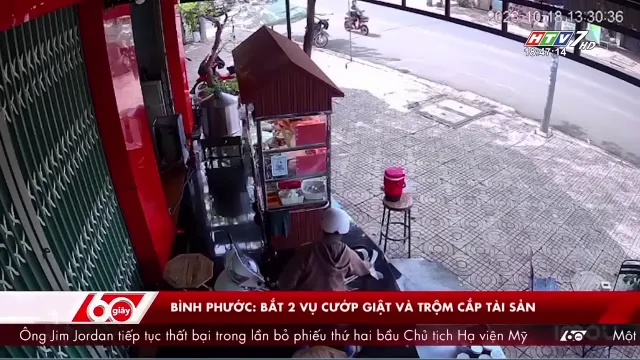 2023-10-18 13:30:36
HTV7 HD
18:47:14
60 giây
BÌNH PHƯỚC: BẮT 2 VỤ CƯỚP GIẬT VÀ TRỘM CẮP TÀI SẢN
Ông Jim Jordan tiếp tục thất bại trong lần bỏ phiếu thứ hai bầu Chủ tịch Hạ viện Mỹ
60 giây
Một